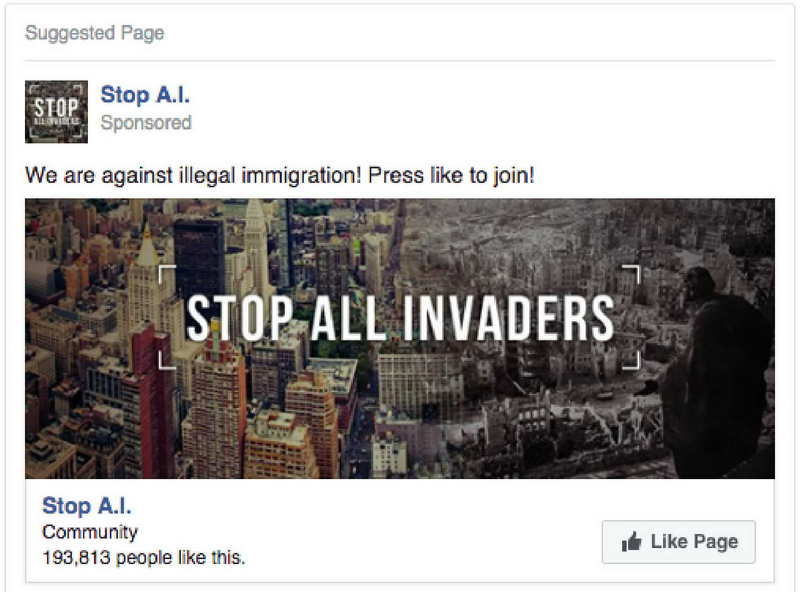 Suggested Page
STOP
ALL INVADERS
Stop A.I.
Sponsored
We are against illegal immigration! Press like to join!
STOP ALL INVADERS
Stop A.I.
Community
193,813 people like this.
Like Page